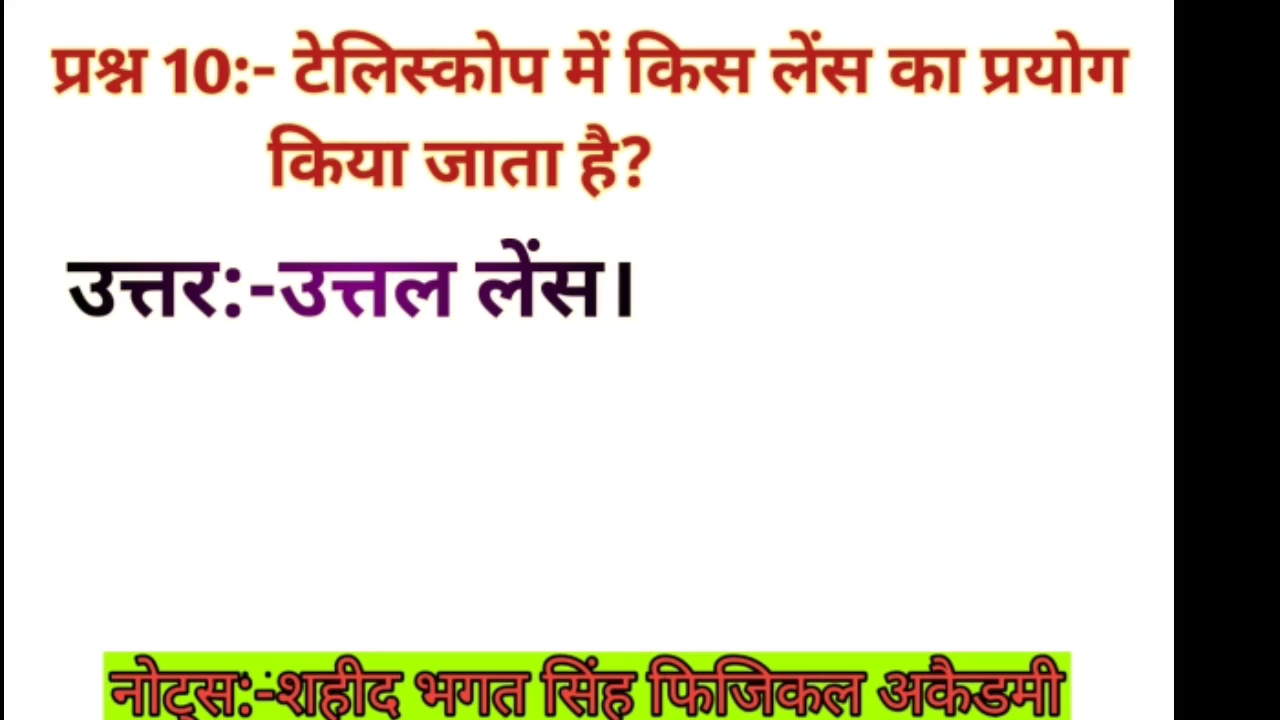 प्रश्न 10:- टेलिस्कोप में किस लेंस का प्रयोग
किया जाता है?
उत्तर:-उत्तल लेंस।
नोट्स:-शहीद भगत सिंह फिजिकल अकैडमी